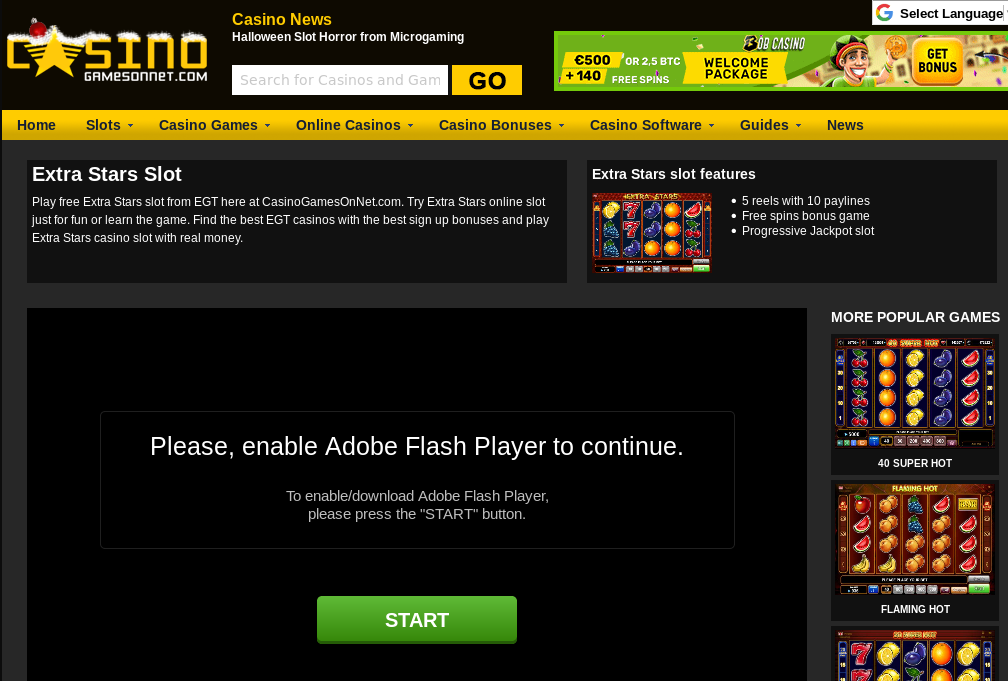 CASINO
GAMESONNET.COM
Casino News
Halloween Slot Horror from Microgaming
Search for Casinos and Gam
GO
Select Language
BOB CASINO
€500
+ 140
OR 2,5 BTC
FREE SPINS
WELCOME
PACKAGE
GET
BONUS
Home
Slots
Casino Games
Online Casinos
Casino Bonuses
Casino Software
Guides
News
Extra Stars Slot
Play free Extra Stars slot from EGT here at CasinoGamesOnNet.com. Try Extra Stars online slot
just for fun or learn the game. Find the best EGT casinos with the best sign up bonuses and play
Extra Stars casino slot with real money.
Extra Stars slot features
EXTRA STARS
5 reels with 10 paylines
Free spins bonus game
Progressive Jackpot slot
Please, enable Adobe Flash Player to continue.
To enable/download Adobe Flash Player,
please press the "START" button.
START
MORE POPULAR GAMES
40 SUPER HOT
40 SUPER HOT
FLAMING HOT
FLAMING HOT